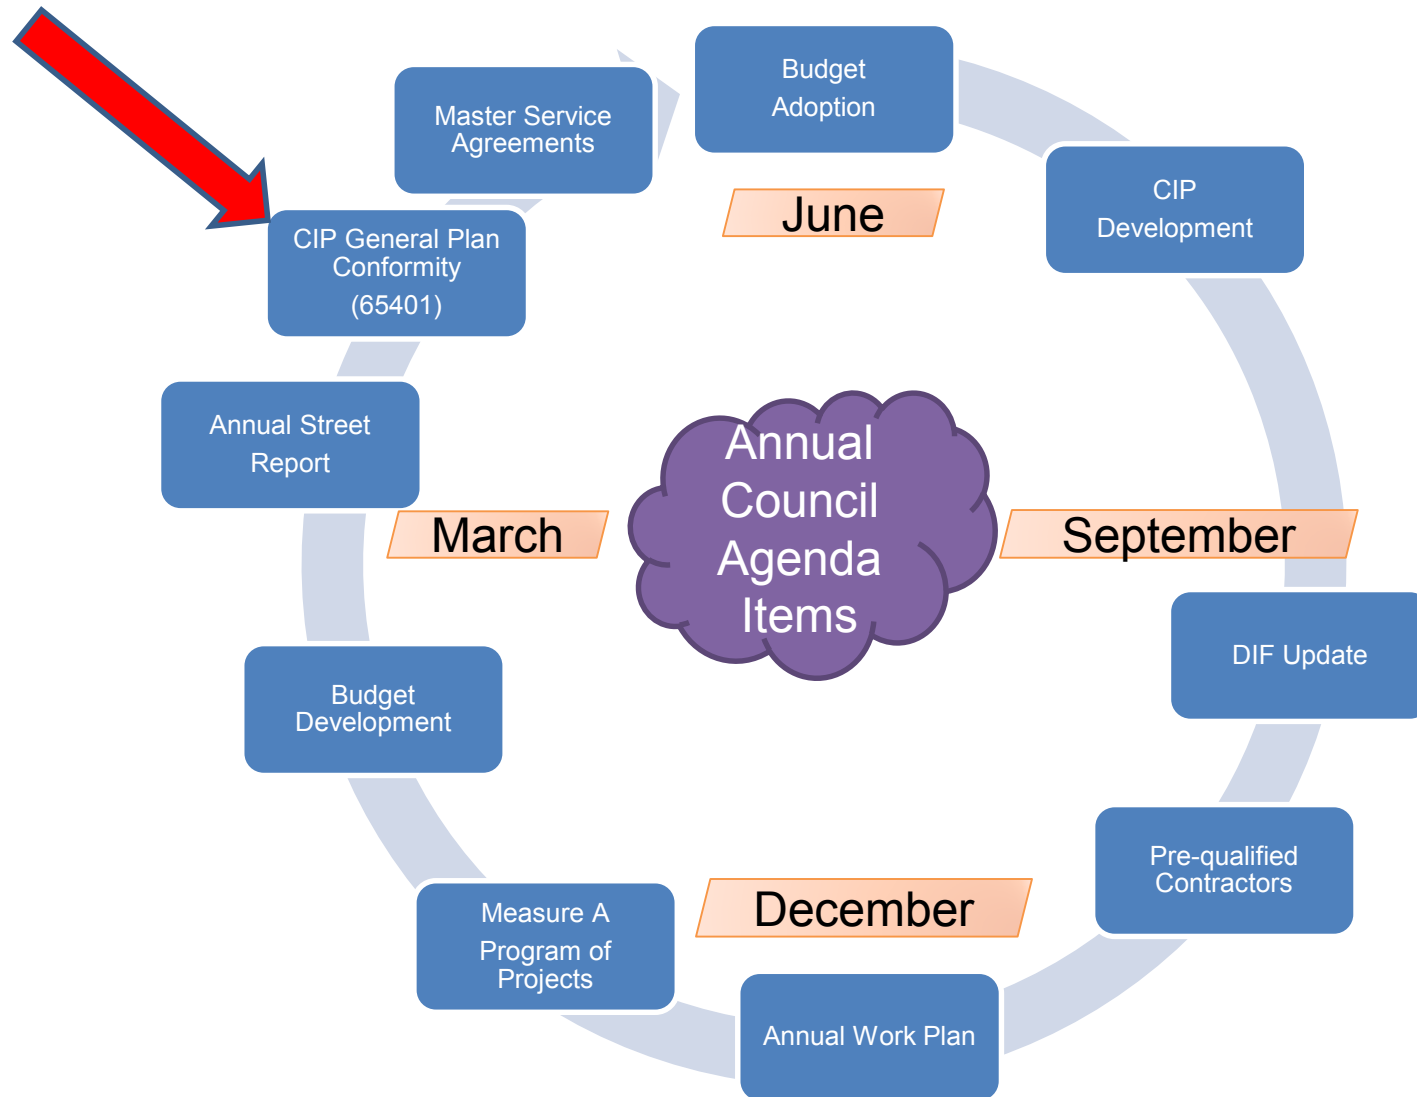 Budget
Adoption
CIP
Development
DIF Update
Pre-qualified
Contractors
Annual Work Plan
Measure A
Program of
Projects
Budget
Development
Annual Street
Report
CIP General Plan
Conformity
(65401)
Master Service
Agreements
June
September
December
March
Annual
Council
Agenda
Items